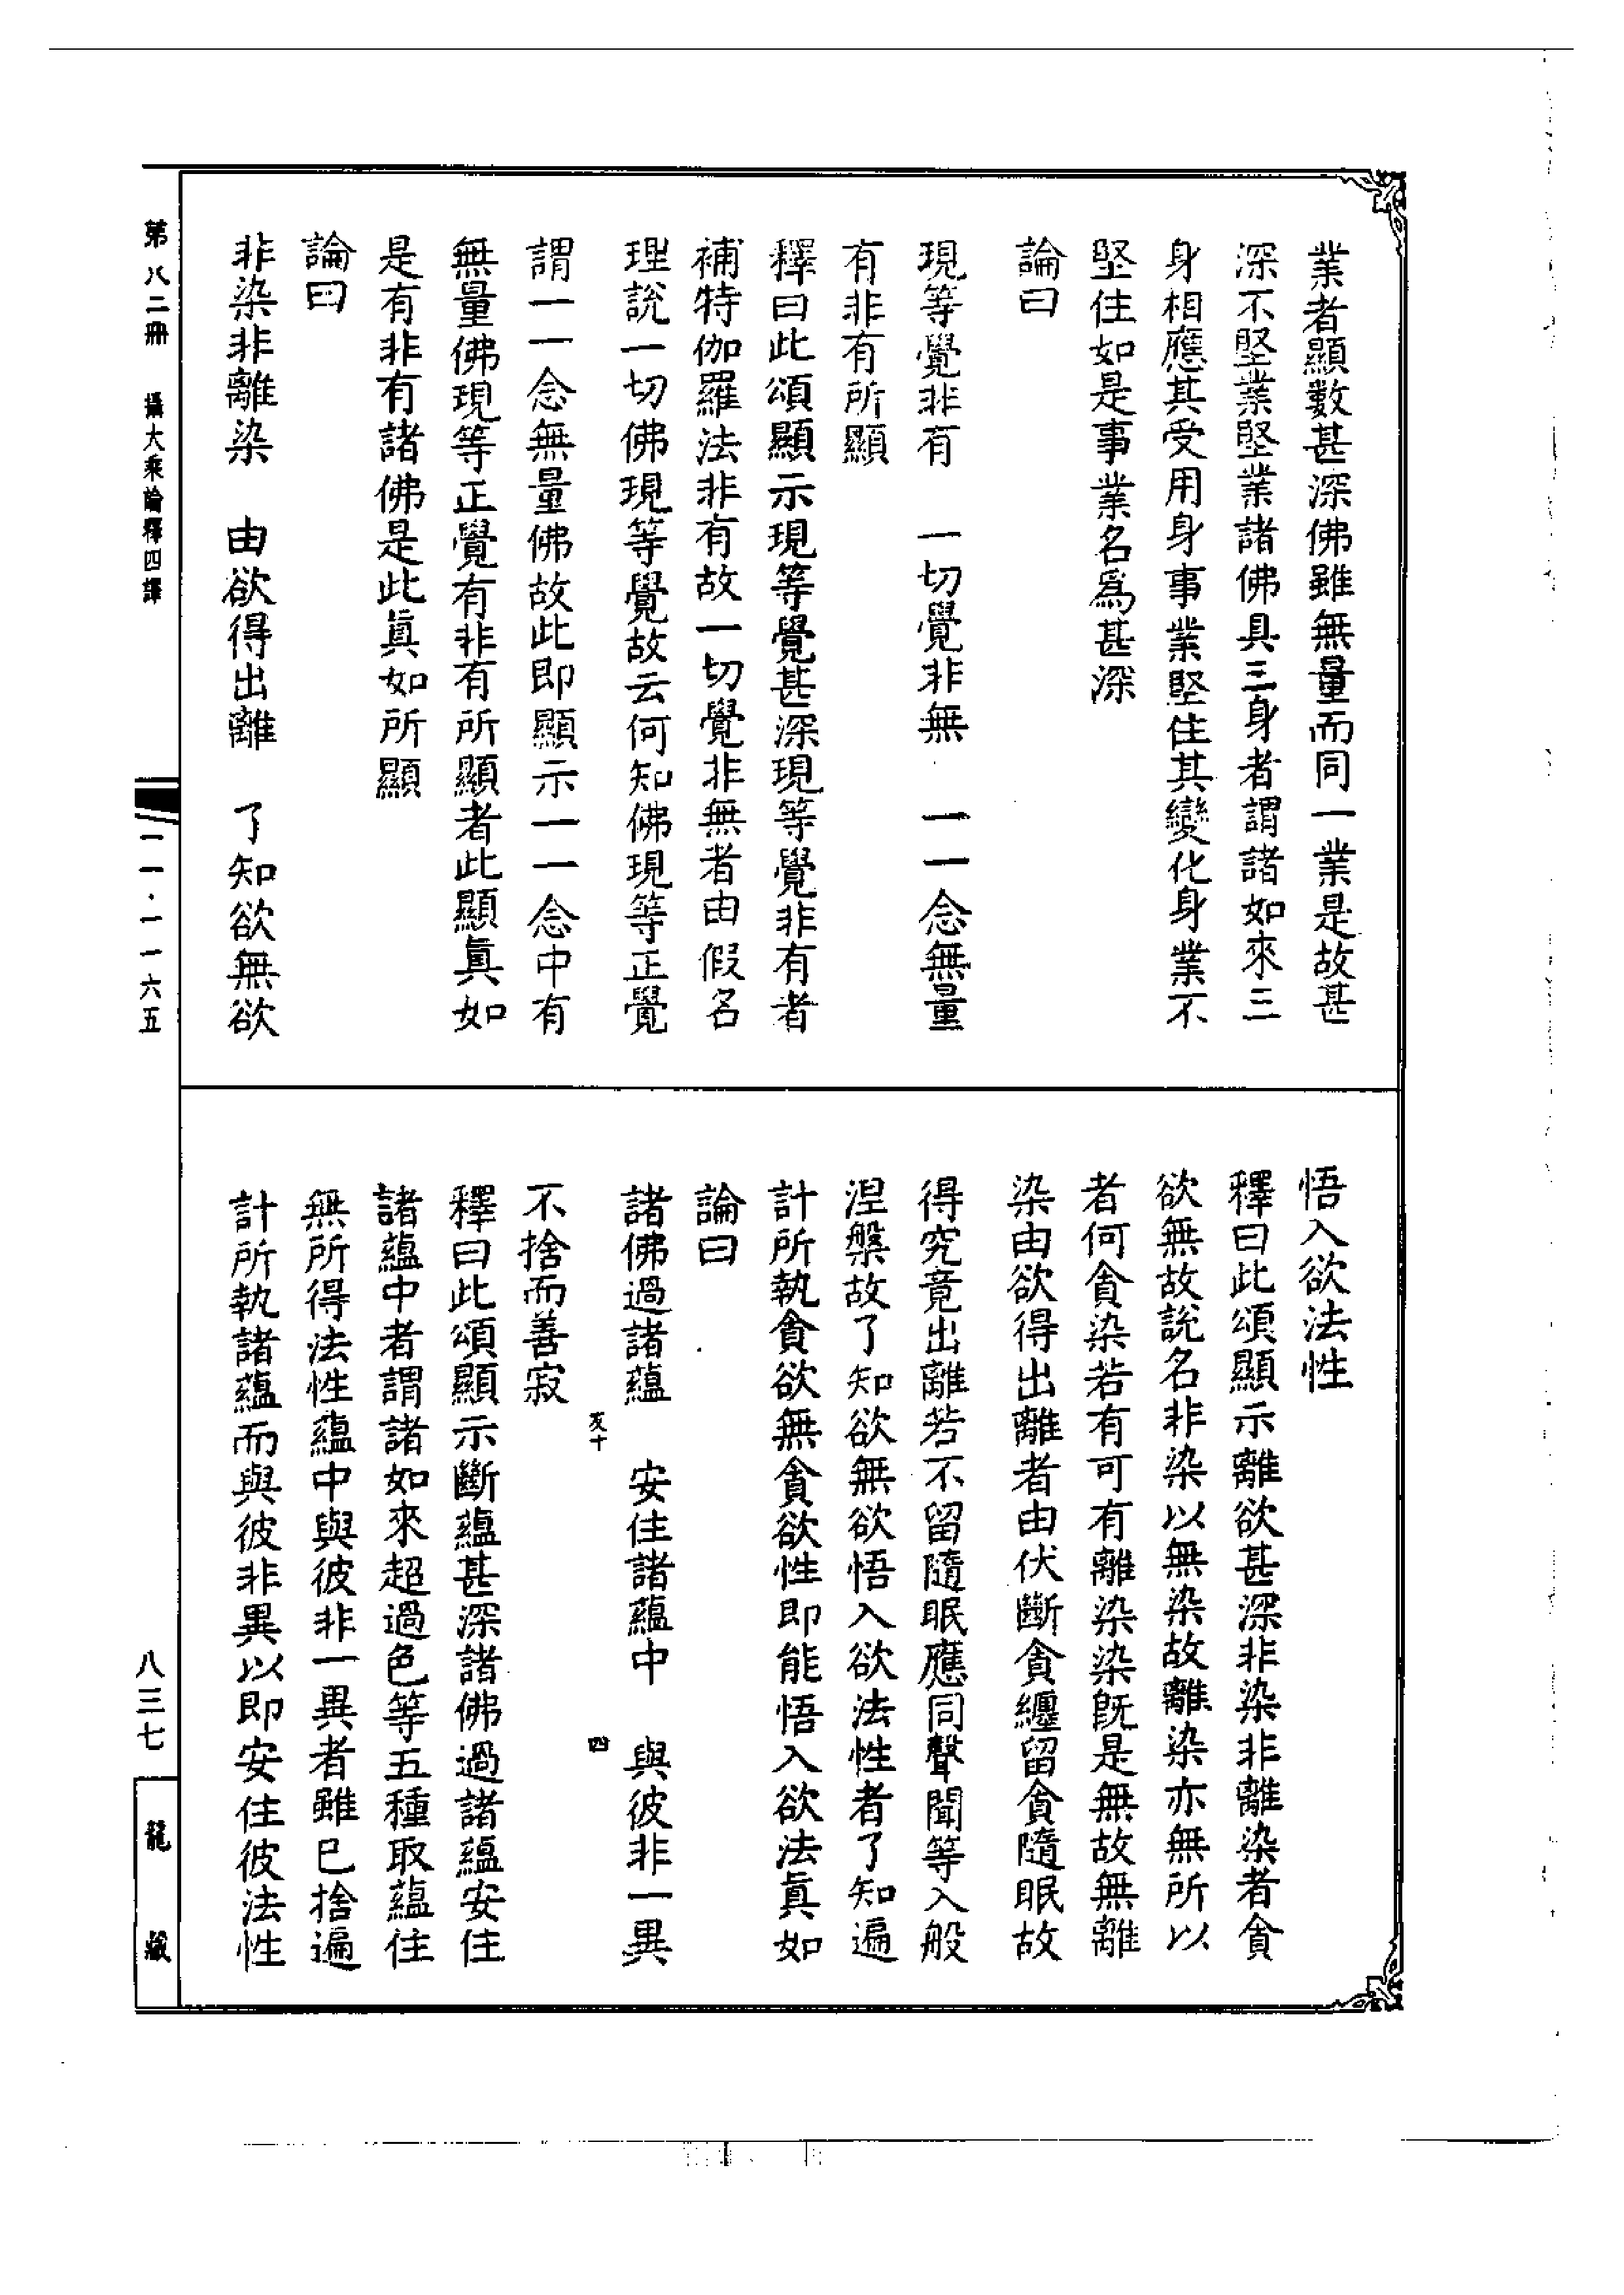 業者顯數甚深佛雖無量而同一業是故甚
深不堅業堅業諸佛具三身者謂諸如來三
身相應其受用身事業堅住其變化身業不
堅住如是事業名爲甚深
論曰
現等覺非有　一切覺非無　一一念無量
有非有所顯
釋曰此頌顯示現等覺甚深現等覺非有者
補特伽羅法非有故一切覺非無者由假名
理說一切佛現等覺故云何知佛現等正覺
謂一一念無量佛故此即顯示一一念中有
無量佛現等正覺有非有所顯者此顯眞如
是有非有諸佛是此眞如所顯
論曰
非染非離染　由欲得出離　了知欲無欲
悟入欲法性
釋曰此頌顯示離欲甚深非染非離染者貪
欲無故說名非染以無染故離染亦無所以
者何貪染若有可有離染染旣是無故無離
染由欲得出離者由伏斷貪纏留貪隨眠故
得究竟出離若不留隨眠應同聲聞等入般
涅槃故了知欲無欲悟入欲法性者了知遍
計所執貪欲無貪欲性即能悟入欲法眞如
論曰
諸佛過諸蘊　安住諸蘊中　與彼非一異
亥十　四
不捨而善寂
釋曰此頌顯示斷蘊甚深諸佛過諸蘊安住
諸蘊中者謂諸如來超過色等五種取蘊住
無所得法性蘊中與彼非一異者雖已捨遍
計所執諸蘊而與彼非異以即安住彼法性
第八二冊　攝大乘論釋四譯
一一·一一六五
八三七
龍藏